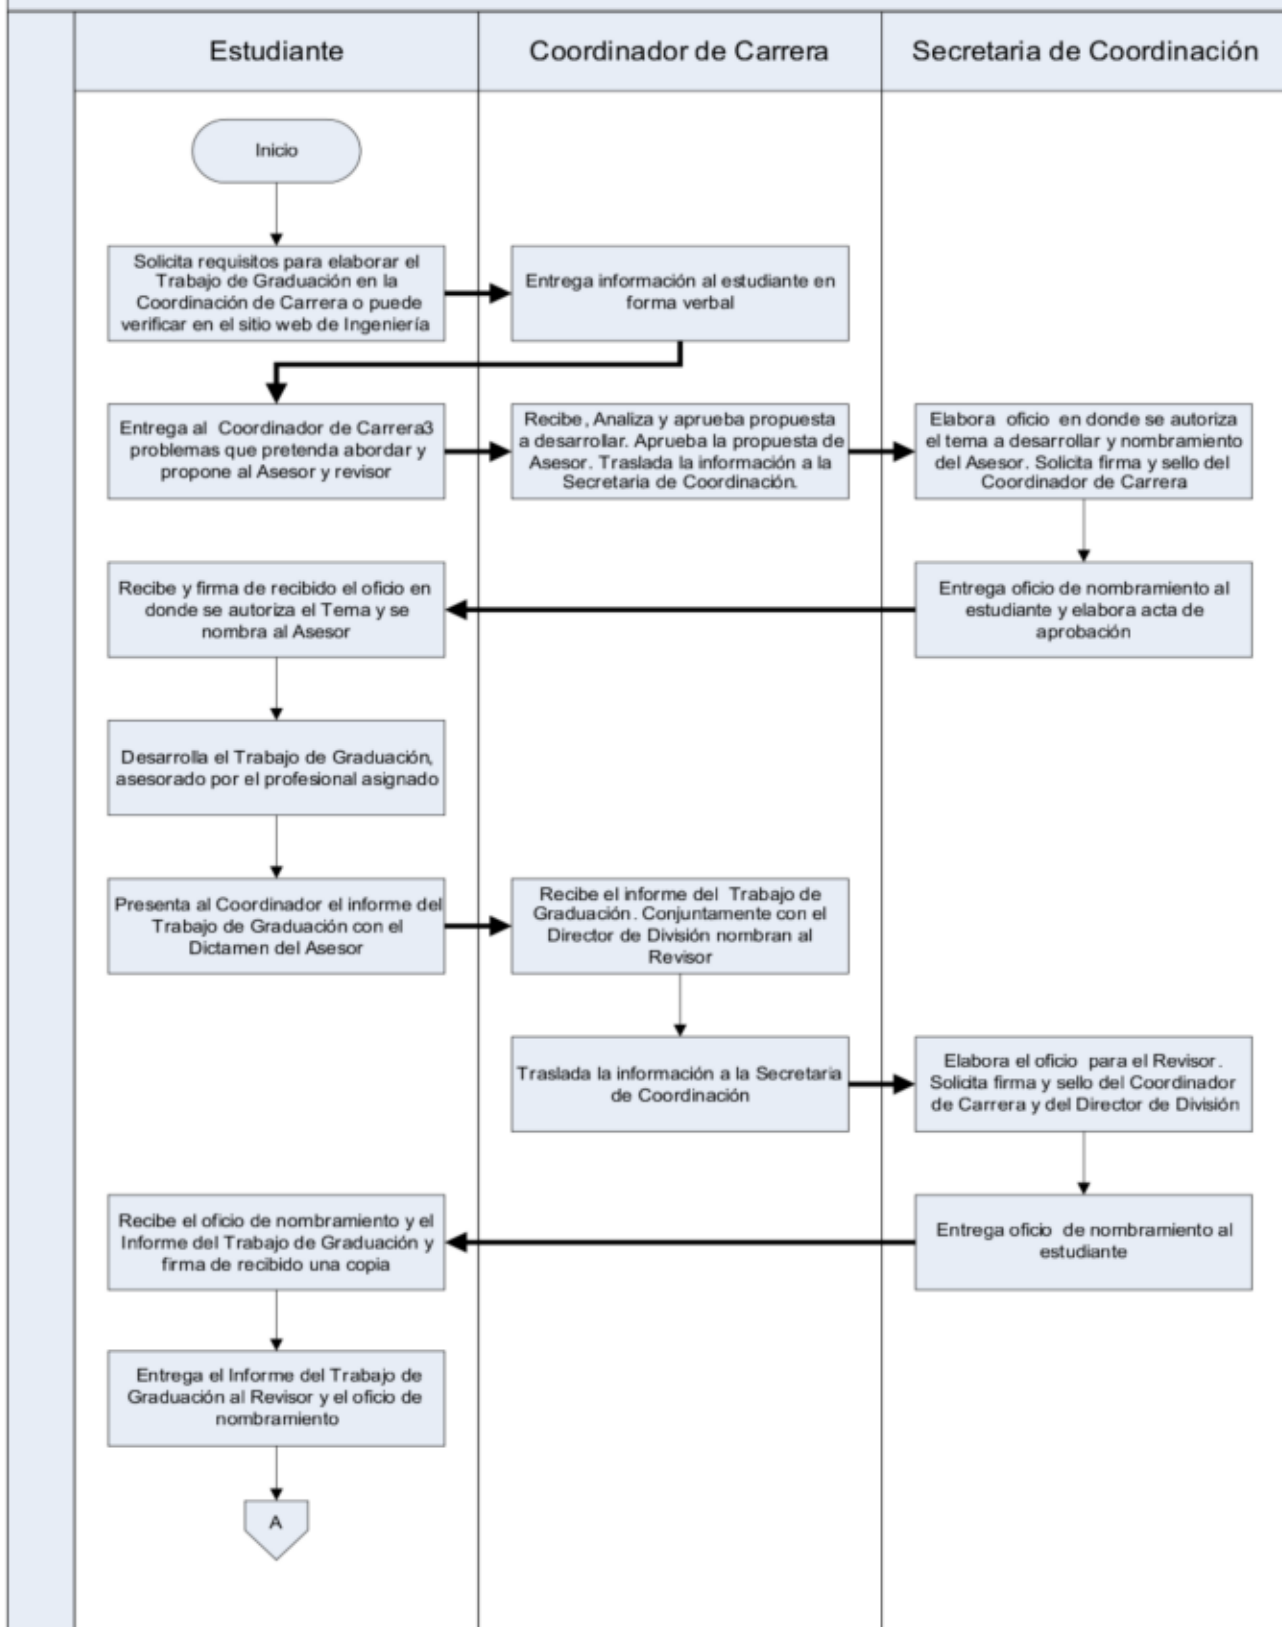 Estudiante
Coordinador de Carrera
Secretaria de Coordinación
Inicio
Solicita requisitos para elaborar el
Trabajo de Graduación en la
Coordinación de Carrera o puede
verificar en el sitio web de Ingeniería
Entrega información al estudiante en
forma verbal
Entrega al Coordinador de Carrera3
problemas que pretenda abordar y
propone al Asesor y revisor
Recibe, Analiza y aprueba propuesta
a desarrollar. Aprueba la propuesta de
Asesor. Traslada la información a la
Secretaria de Coordinación.
Elabora oficio en donde se autoriza
el tema a desarrollar y nombramiento
del Asesor. Solicita firma y sello del
Coordinador de Carrera
Entrega oficio de nombramiento al
estudiante y elabora acta de
aprobación
Recibe y firma de recibido el oficio en
donde se autoriza el Tema y se
nombra al Asesor
Desarrolla el Trabajo de Graduación,
asesorado por el profesional asignado
Presenta al Coordinador el informe del
Trabajo de Graduación con el
Dictamen del Asesor
Recibe el informe del Trabajo de
Graduación. Conjuntamente con el
Director de División nombran al
Revisor
Traslada la información a la Secretaria
de Coordinación
Elabora el oficio para el Revisor.
Solicita firma y sello del Coordinador
de Carrera y del Director de División
Entrega oficio de nombramiento al
estudiante
Recibe el oficio de nombramiento y el
Informe del Trabajo de Graduación y
firma de recibido una copia
Entrega el Informe del Trabajo de
Graduación al Revisor y el oficio de
nombramiento
A